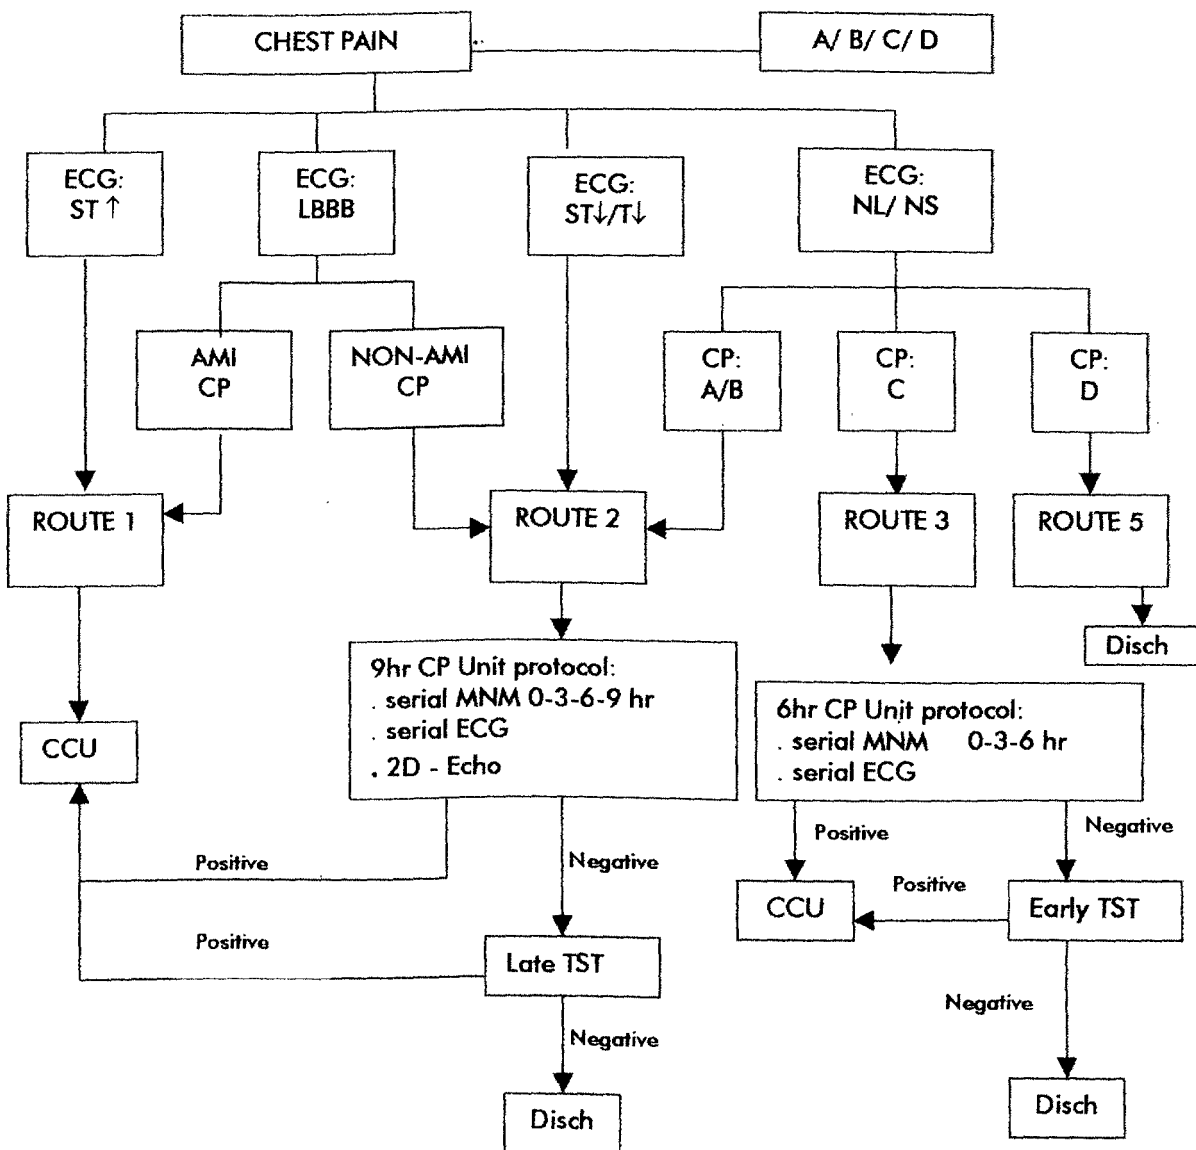 CHEST PAIN
A/ B/ C/ D
ECG:
ST ↑
ECG:
LBBB
ECG:
ST↓/T↓
ECG:
NL/ NS
AMI
CP
NON-AMI
CP
CP:
A/B
CP:
C
CP:
D
ROUTE 1
ROUTE 2
ROUTE 3
ROUTE 5
Disch
9hr CP Unit protocol:
. serial MNM 0-3-6-9 hr
. serial ECG
. 2D - Echo
6hr CP Unit protocol:
. serial MNM 0-3-6 hr
. serial ECG
CCU
Positive
Negative
Positive
Negative
CCU
Positive
Early TST
Positive
Late TST
Negative
Negative
Disch
Disch